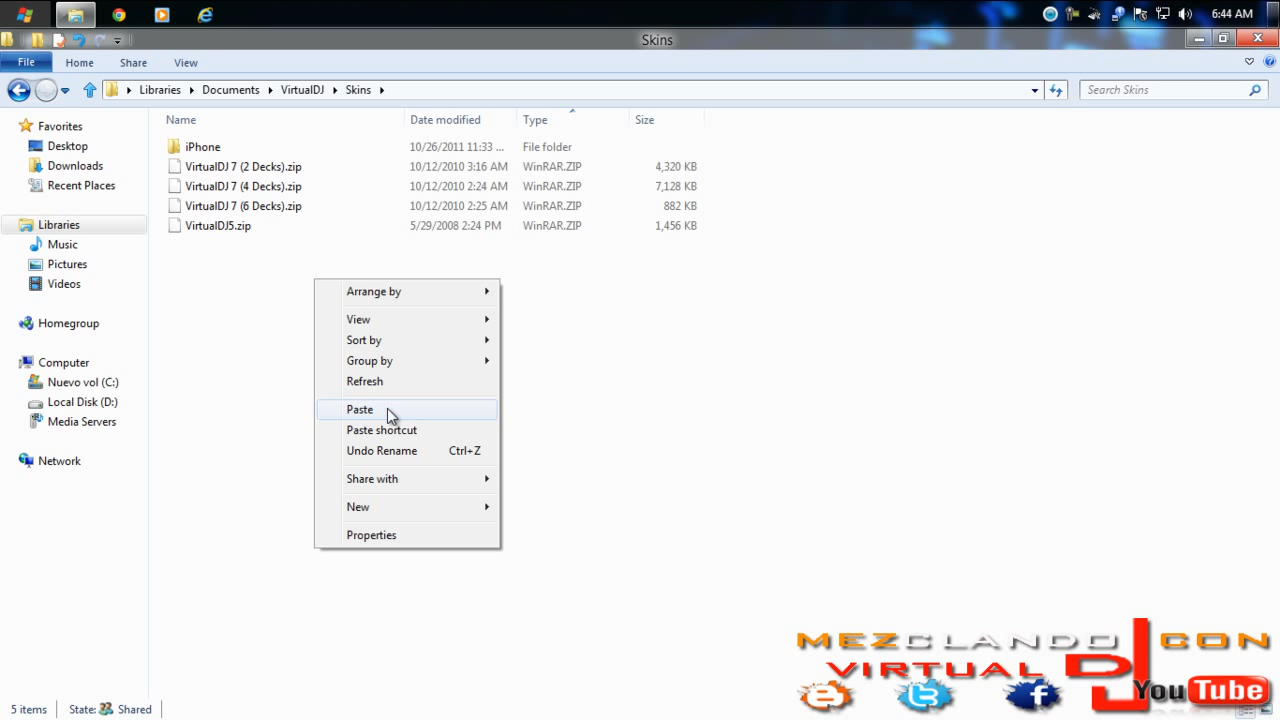 6:44 AM
Skins
File Home Share View
Libraries Documents VirtualDJ Skins Search Skins
Name Date modified Type Size
Favorites
Desktop
Downloads
Recent Places
Libraries
Music
Pictures
Videos
Homegroup
Computer
Nuevo vol (C:)
Local Disk (D:)
Media Servers
Network
iPhone 10/26/2011 11:33 ... File folder
VirtualDJ 7 (2 Decks).zip 10/12/2010 3:16 AM WinRAR.ZIP 4,320 KB
VirtualDJ 7 (4 Decks).zip 10/12/2010 2:24 AM WinRAR.ZIP 7,128 KB
VirtualDJ 7 (6 Decks).zip 10/12/2010 2:25 AM WinRAR.ZIP 882 KB
VirtualDJ5.zip 5/29/2008 2:24 PM WinRAR.ZIP 1,456 KB
Arrange by
View
Sort by
Group by
Refresh
Paste
Paste shortcut
Undo Rename Ctrl+Z
Share with
New
Properties
MEZCLANDO CON
VIRTUAL DJ
YouTube
5 items State: Shared